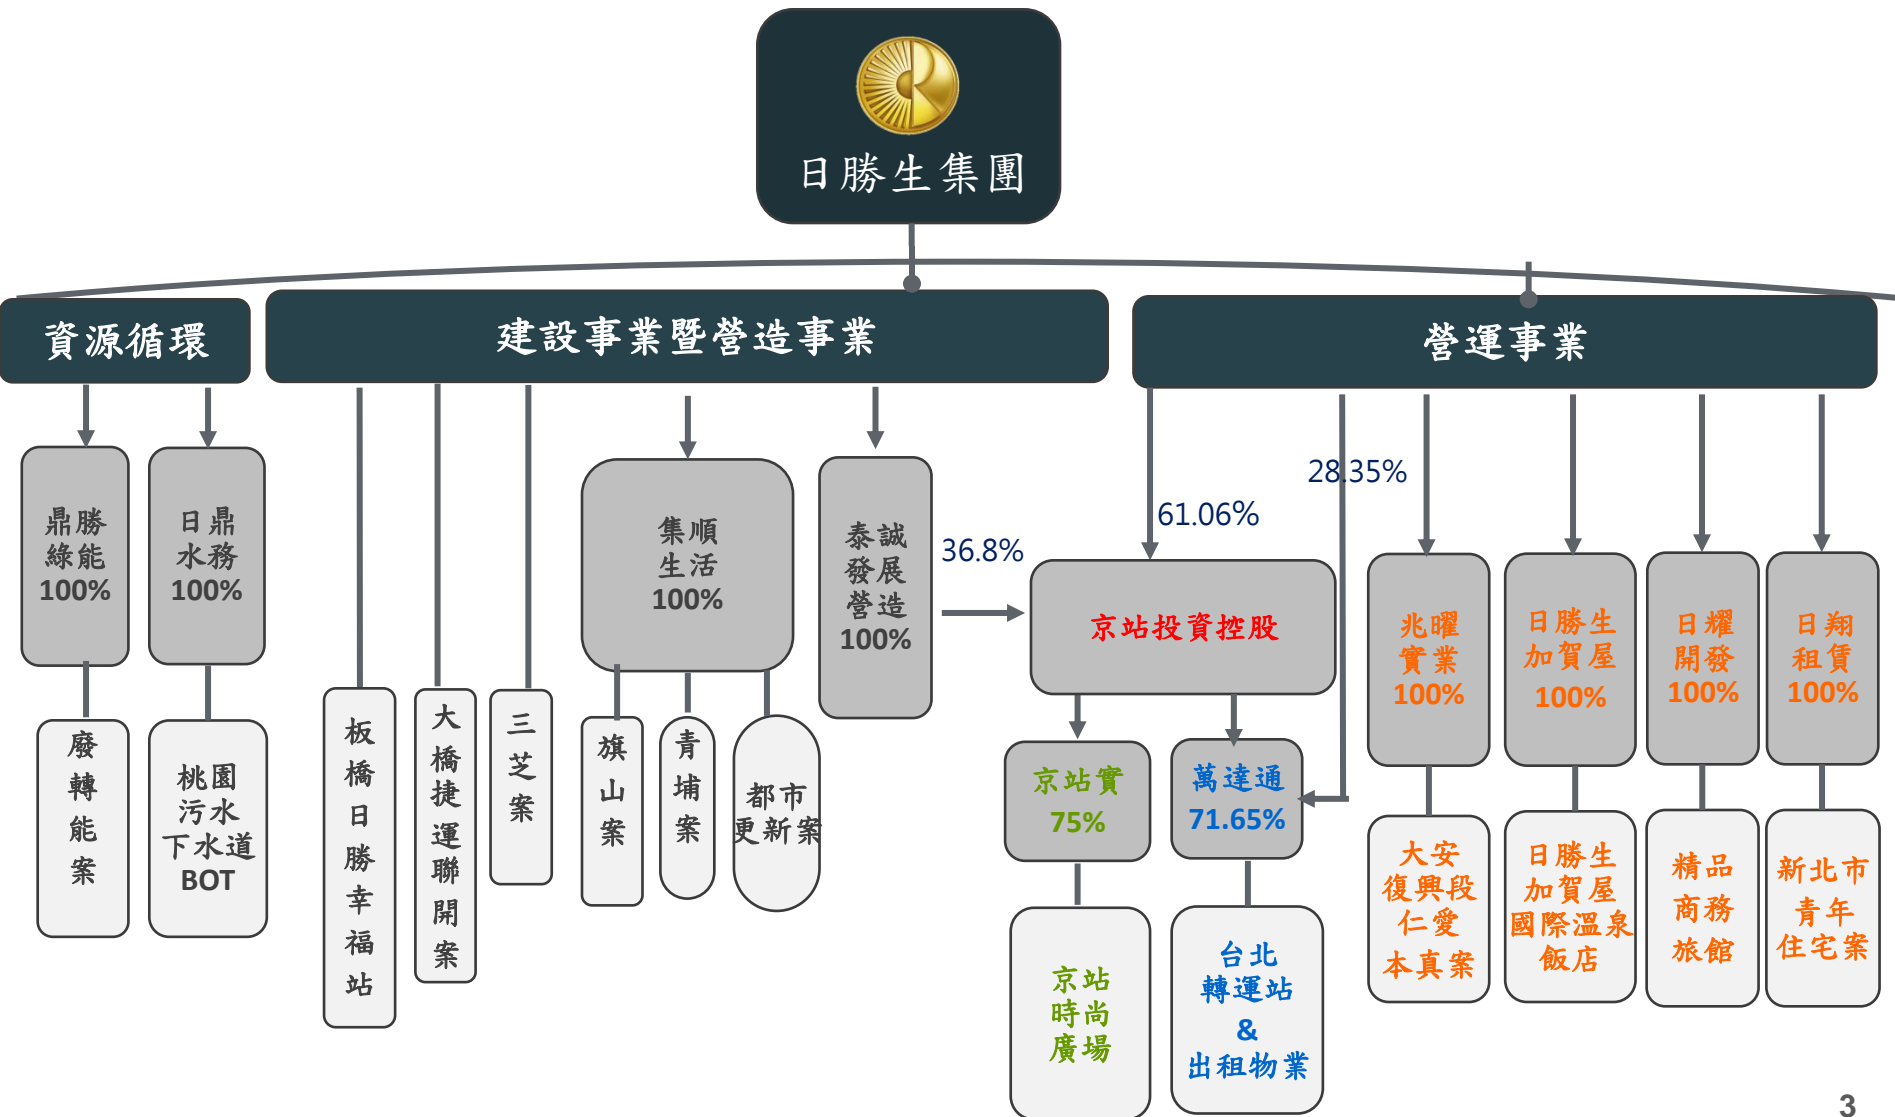 日勝生集團
資源循環
建設事業暨營造事業
營運事業
鼎勝
綠能
100%
日鼎
水務
100%
集順
生活
100%
泰誠
發展
營造
100%
36.8%
61.06%
28.35%
京站投資控股
兆曜
實業
100%
日勝生
加賀屋
100%
日耀
開發
100%
日翔
租賃
100%
廢轉能案
桃園
污水
下水道
BOT
板橋日勝幸福站
大橋捷運聯開案
三芝案
旗山案
青埔案
都市
更新案
京站實
75%
萬達通
71.65%
京站
時尚
廣場
台北
轉運站
&
出租物業
大安
復興段
仁愛
本真案
日勝生
加賀屋
國際溫泉
飯店
精品
商務
旅館
新北市
青年
住宅案
3